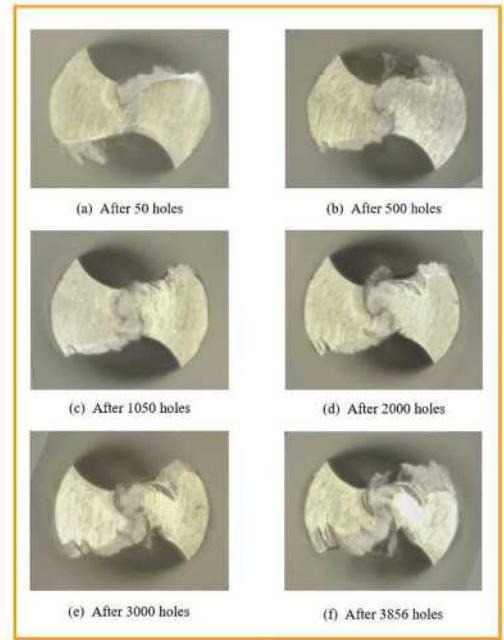 (a) After 50 holes
(b) After 500 holes
(c) After 1050 holes
(d) After 2000 holes
(e) After 3000 holes
(f) After 3856 holes